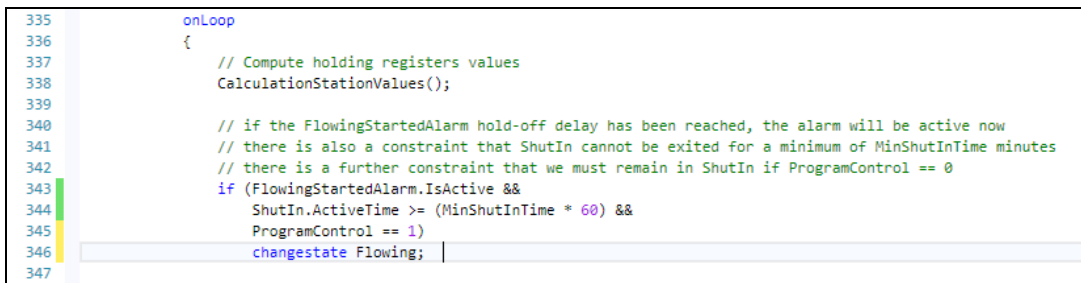 335 onLoop
336 {
337 // Compute holding registers values
338 CalculationStationValues();
339
340 // if the FlowingStartedAlarm hold-off delay has been reached, the alarm will be active now
341 // there is also a constraint that ShutIn cannot be exited for a minimum of MinShutInTime minutes
342 // there is a further constraint that we must remain in ShutIn if ProgramControl == 0
343 if (FlowingStartedAlarm.IsActive &&
344 ShutIn.ActiveTime >= (MinShutInTime * 60) &&
345 ProgramControl == 1)
346 changestate Flowing;
347